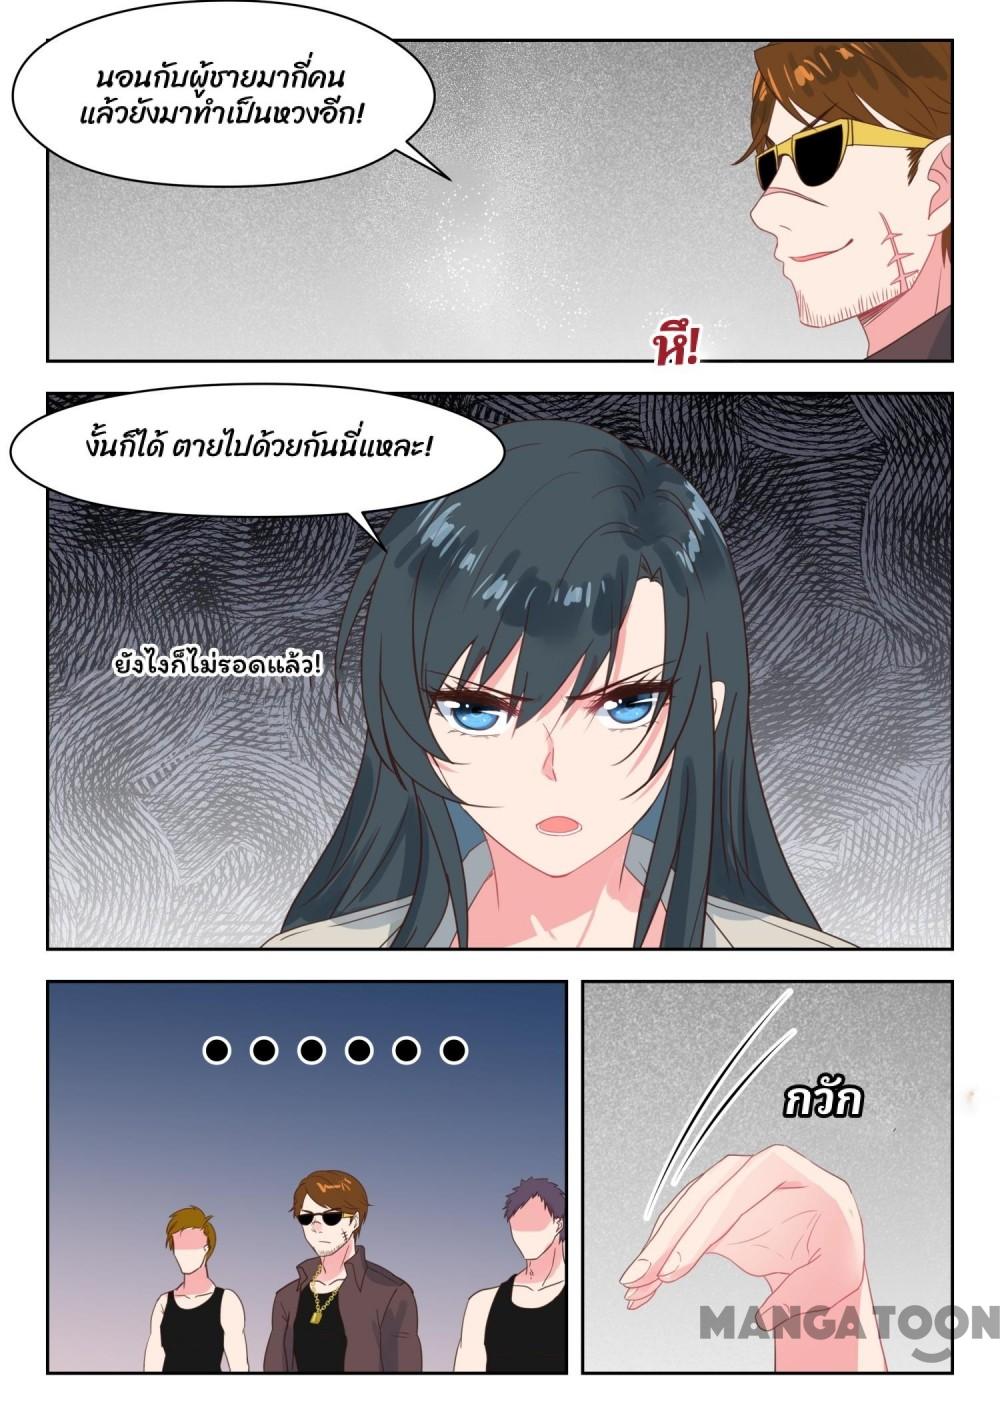 นอนกับผู้ชายมากี่คน
แล้วยังมาทำเป็นหวงอีก!
หึ!
งั้นก็ได้ ตายไปด้วยกันนี่แหละ!
ยังไงก็ไม่รอดแล้ว!
กวัก
MANGATOON